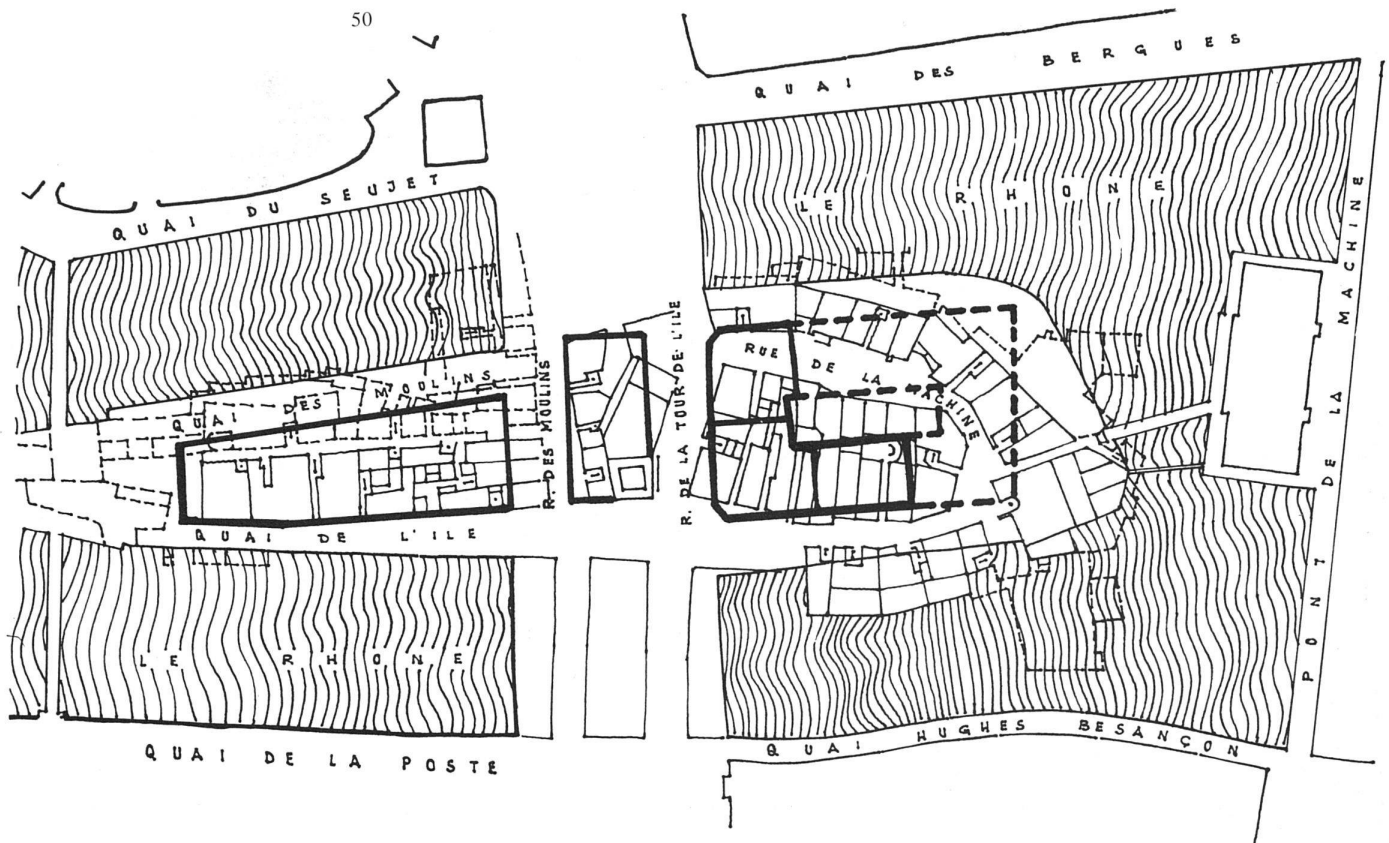 50
QUAI DES BERGUES
QUAI DU SEUJET
LE RHONE
PONT DE LA MACHINE
QUAI DES MOULINS
R. DES MOULINS
R. DE LA TOUR-DE-L'ILE
RUE DE LA MACHINE
QUAI DE L'ILE
LE RHONE
QUAI DE LA POSTE
QUAI HUGHES BESANÇON